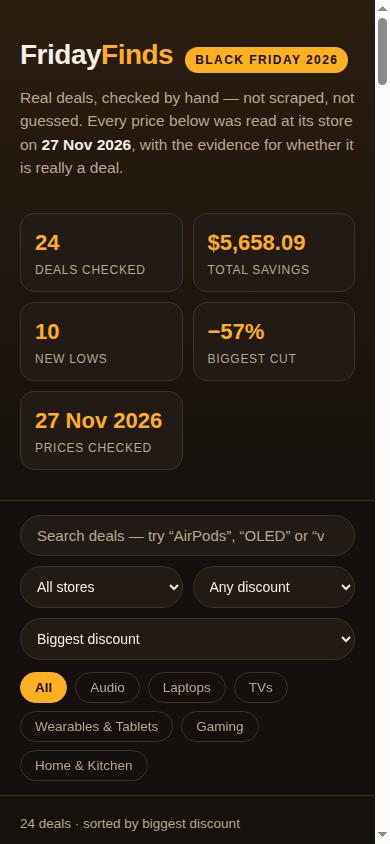 FridayFinds BLACK FRIDAY 2026
Real deals, checked by hand — not scraped, not
guessed. Every price below was read at its store
on 27 Nov 2026, with the evidence for whether it
is really a deal.
24
DEALS CHECKED
$5,658.09
TOTAL SAVINGS
10
NEW LOWS
−57%
BIGGEST CUT
27 Nov 2026
PRICES CHECKED
Search deals — try “AirPods”, “OLED” or “v
All stores
Any discount
Biggest discount
All
Audio
Laptops
TVs
Wearables & Tablets
Gaming
Home & Kitchen
24 deals · sorted by biggest discount